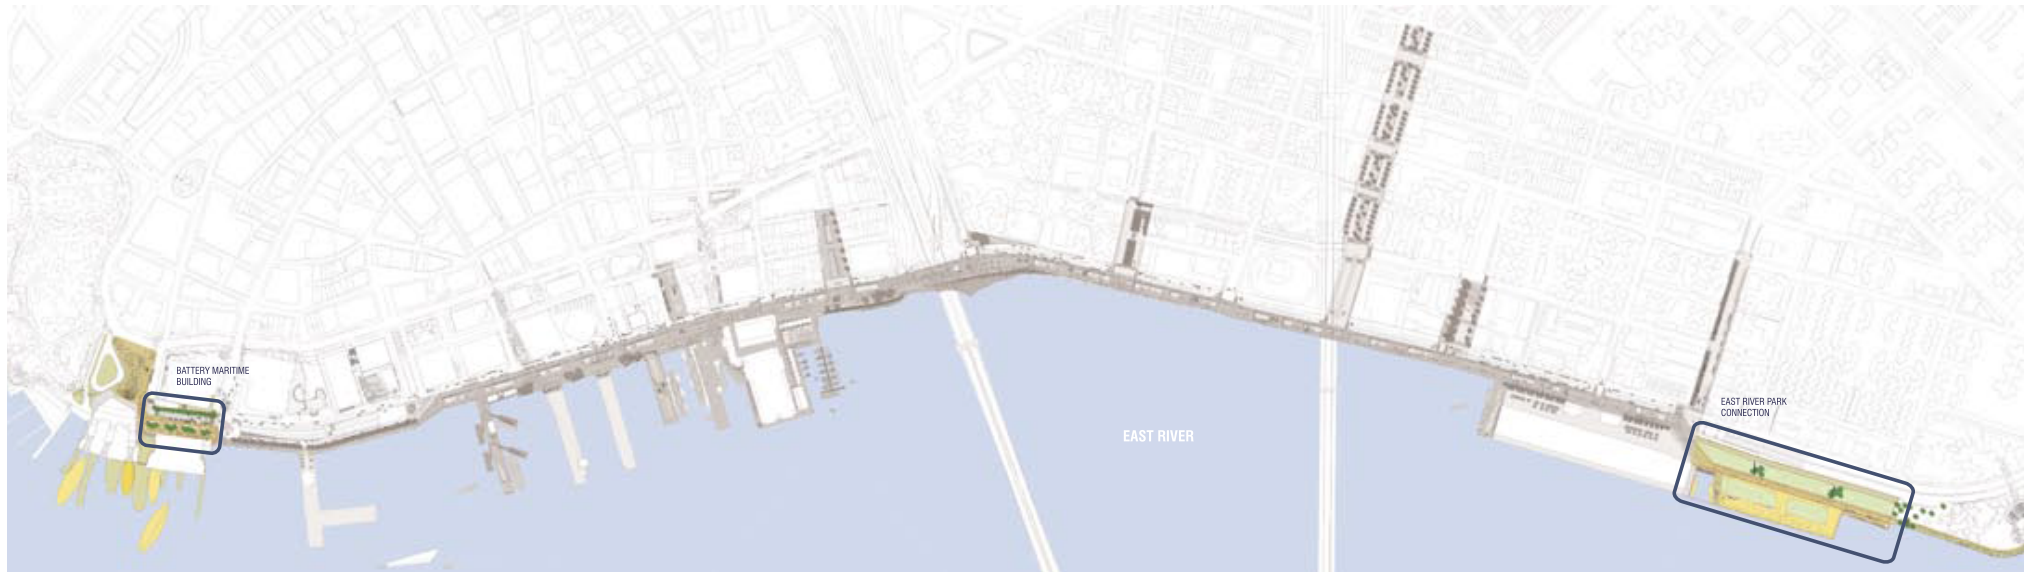 BATTERY MARITIME
BUILDING
EAST RIVER PARK
CONNECTION
EAST RIVER